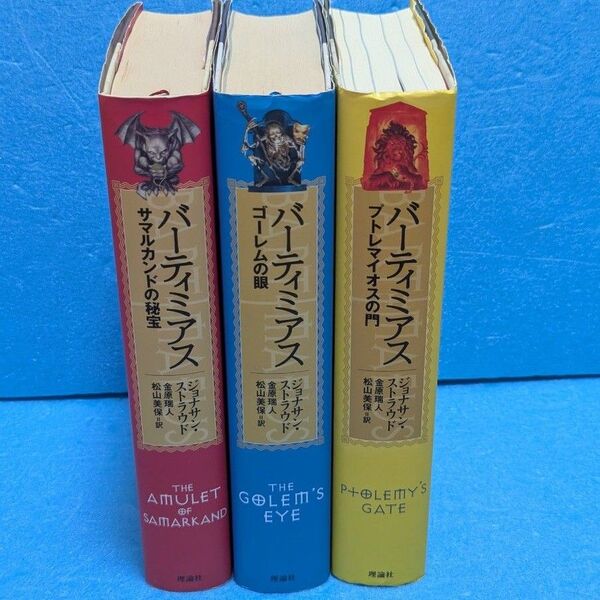 バーティミアス
サマルカンドの秘宝
ジョナサン・
ストラウド
金原瑞人
松山美保=訳
THE
AMULET
OF
SAMARKAND
理論社
バーティミアス
ゴーレムの眼
ジョナサン・
ストラウド
金原瑞人
松山美保=訳
THE
GOLEM'S
EYE
理論社
バーティミアス
プトレマイオスの門
ジョナサン・
ストラウド
金原瑞人
松山美保=訳
PTOLEMY'S
GATE
理論社